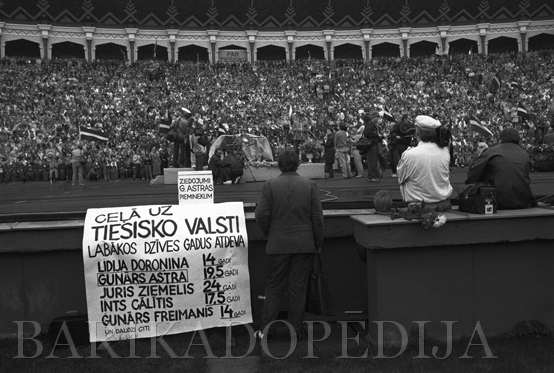 ZIEDOJUMI
G. ASTRAS
PIEMINEKLIM
CEĻĀ UZ
TIESISKO VALSTI
LABĀKOS DZĪVES GADUS ATDEVA
LIDIJA DORONINA 14 GADI
GUNĀRS ASTRA 19.5 GADI
JURIS ZIEMELIS 24 GADI
INTS CĀLĪTIS 17.5 GADI
GUNĀRS FREIMANIS 14 GADI
UN DAUDZI CITI
BARIKADOPEDIJA